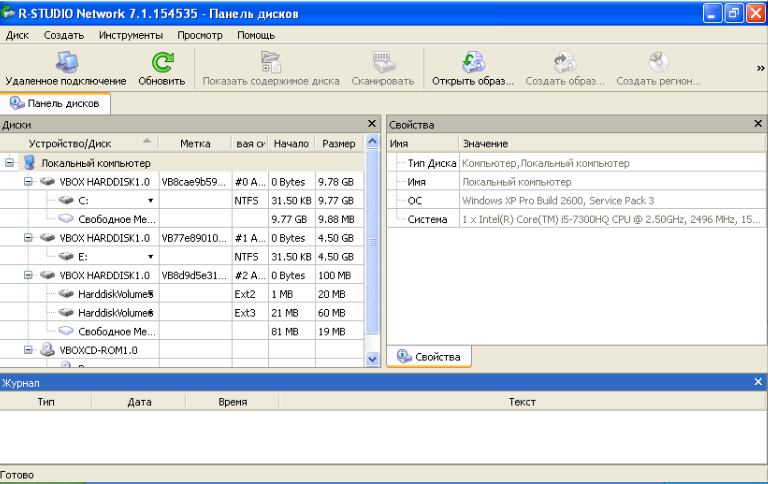 R-STUDIO Network 7.1.154535 - Панель дисков
Диск Создать Инструменты Просмотр Помощь
Удаленное подключение Обновить Показать содержимое диска Сканировать Открыть образ... Создать образ... Создать регион... »
Панель дисков
Диски
Устройство/Диск Метка вая си Начало Размер
Локальный компьютер
VBOX HARDDISK1.0 VB8cae9b59... #0 A... 0 Bytes 9.78 GB
C: NTFS 31.50 KB 9.77 GB
Свободное Ме... 9.77 GB 9.88 MB
VBOX HARDDISK1.0 VB77e89010... #1 A... 0 Bytes 4.50 GB
E: NTFS 31.50 KB 4.50 GB
VBOX HARDDISK1.0 VB8d9d5e31... #2 A... 0 Bytes 100 MB
HarddiskVolume5 Ext2 1 MB 20 MB
HarddiskVolume6 Ext3 21 MB 60 MB
Свободное Ме... 81 MB 19 MB
VBOXCD-ROM1.0
Свойства
Имя Значение
Тип Диска Компьютер,Локальный компьютер
Имя Локальный компьютер
ОС Windows XP Pro Build 2600, Service Pack 3
Система 1 x Intel(R) Core(TM) i5-7300HQ CPU @ 2.50GHz, 2496 MHz, 15...
Свойства
Журнал
Тип Дата Время Текст
Готово